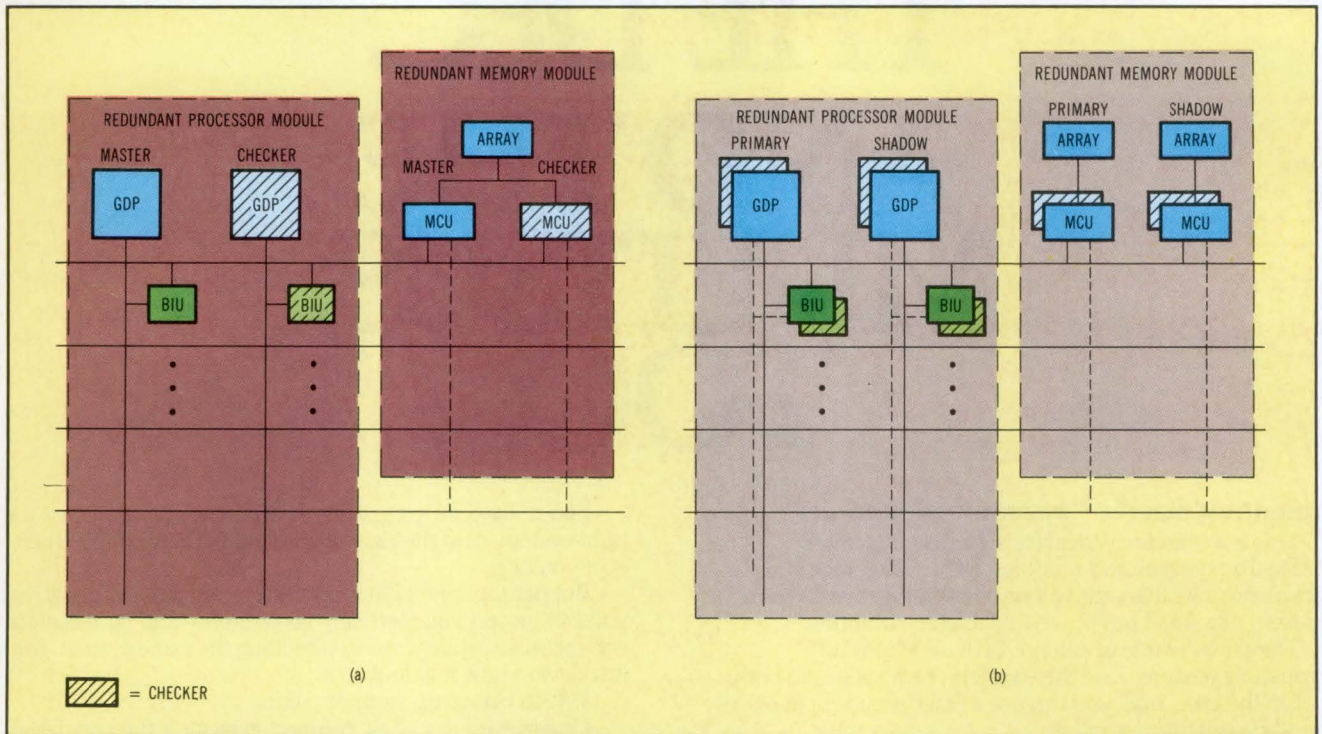 REDUNDANT MEMORY MODULE
REDUNDANT PROCESSOR MODULE
ARRAY
MASTER
CHECKER
MASTER
CHECKER
GDP
GDP
MCU
MCU
BIU
BIU
(a)
REDUNDANT MEMORY MODULE
REDUNDANT PROCESSOR MODULE
PRIMARY
SHADOW
PRIMARY
SHADOW
ARRAY
ARRAY
GDP
GDP
MCU
MCU
BIU
BIU
(b)
= CHECKER